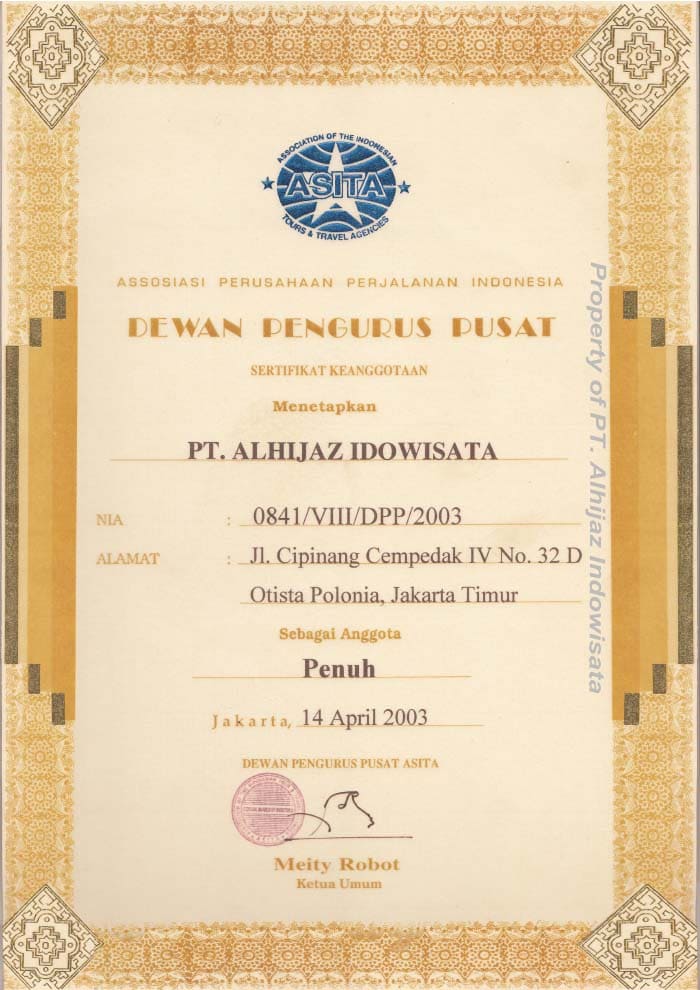 ASSOCIATION OF THE INDONESIAN
ASITA
TOURS & TRAVEL AGENCIES
ASSOSIASI PERUSAHAAN PERJALANAN INDONESIA
DEWAN PENGURUS PUSAT
SERTIFIKAT KEANGGOTAAN
Menetapkan
PT. ALHIJAZ IDOWISATA
NIA : 0841/VIII/DPP/2003
ALAMAT : Jl. Cipinang Cempedak IV No. 32 D
Otista Polonia, Jakarta Timur
Sebagai Anggota
Penuh
Jakarta, 14 April 2003
DEWAN PENGURUS PUSAT ASITA
Meity Robot
Ketua Umum
Property of PT. Alhijaz Indowisata